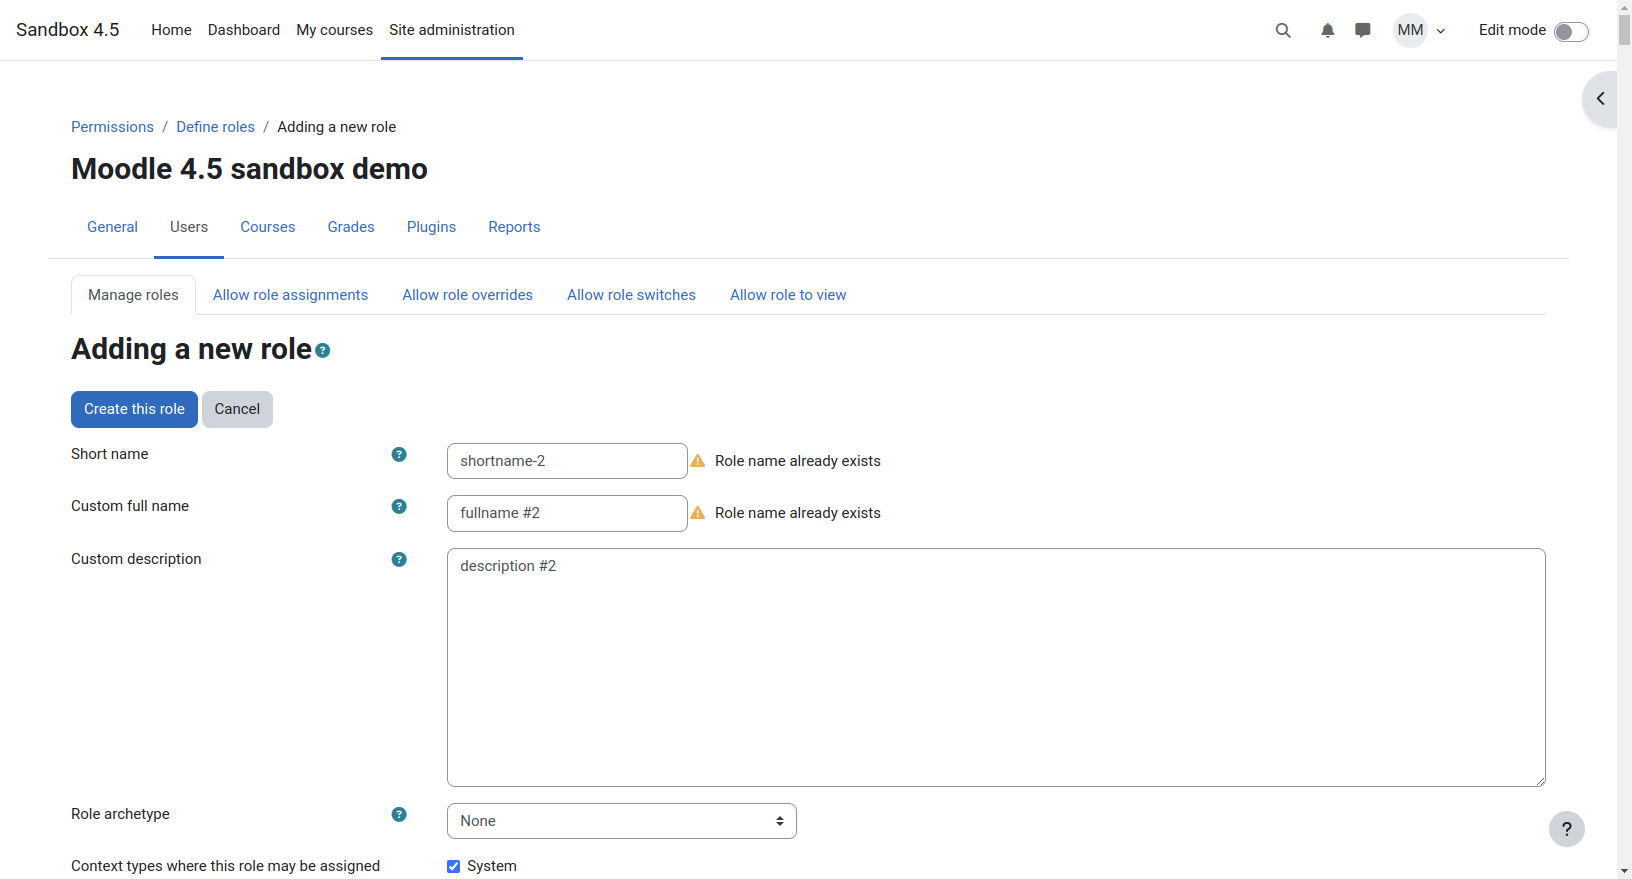 Sandbox 4.5 Home Dashboard My courses Site administration MM Edit mode
Permissions / Define roles / Adding a new role
Moodle 4.5 sandbox demo
General Users Courses Grades Plugins Reports
Manage roles Allow role assignments Allow role overrides Allow role switches Allow role to view
Adding a new role ?
Create this role Cancel
Short name ? shortname-2 Role name already exists
Custom full name ? fullname #2 Role name already exists
Custom description ? description #2
Role archetype ? None
?
Context types where this role may be assigned System